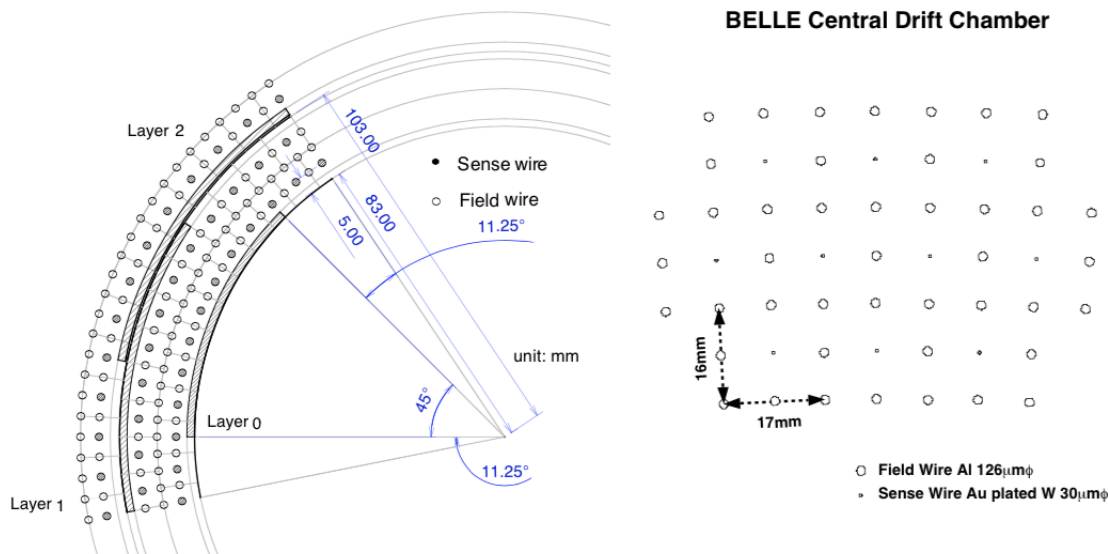 BELLE Central Drift Chamber
Layer 2
103.00
Sense wire
Field wire
83.00
5.00
11.25°
unit: mm
45°
Layer 0
11.25°
Layer 1
16mm
17mm
Field Wire Al 126μmφ
Sense Wire Au plated W 30μmφ